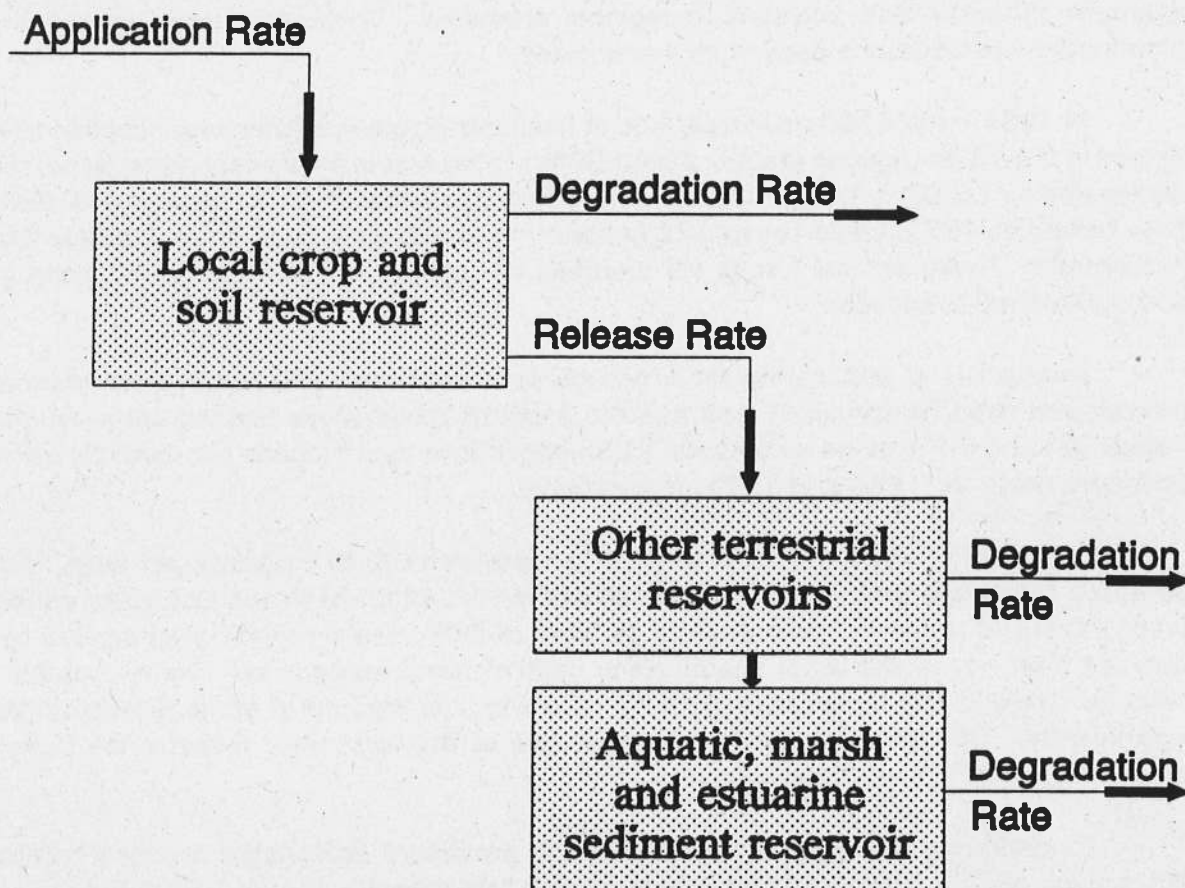 Application Rate
Degradation Rate
Local crop and
soil reservoir
Release Rate
Other terrestrial
reservoirs
Degradation
Rate
Aquatic, marsh
and estuarine
sediment reservoir
Degradation
Rate